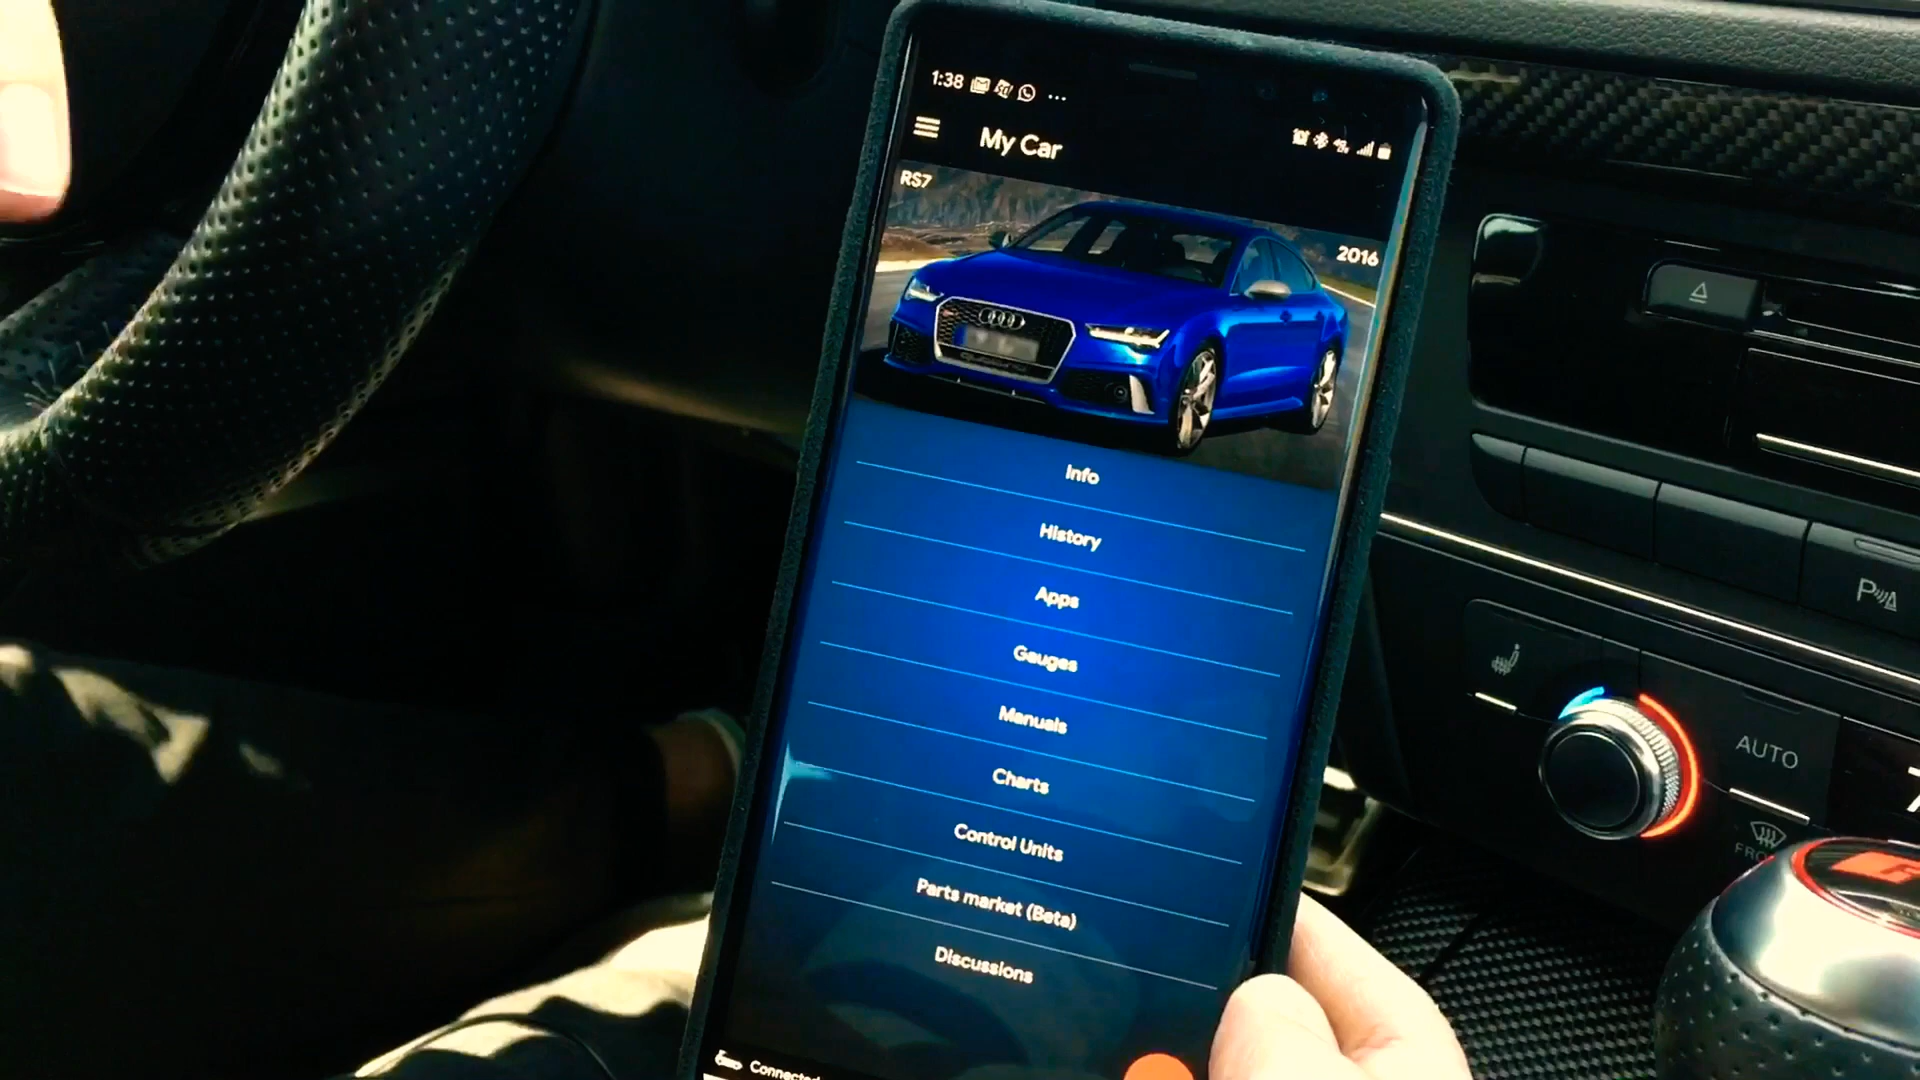 1:38
My Car
RS7
2016
Info
History
Apps
Gauges
Manuals
Charts
Control Units
Parts market (Beta)
Discussions
Connected
AUTO